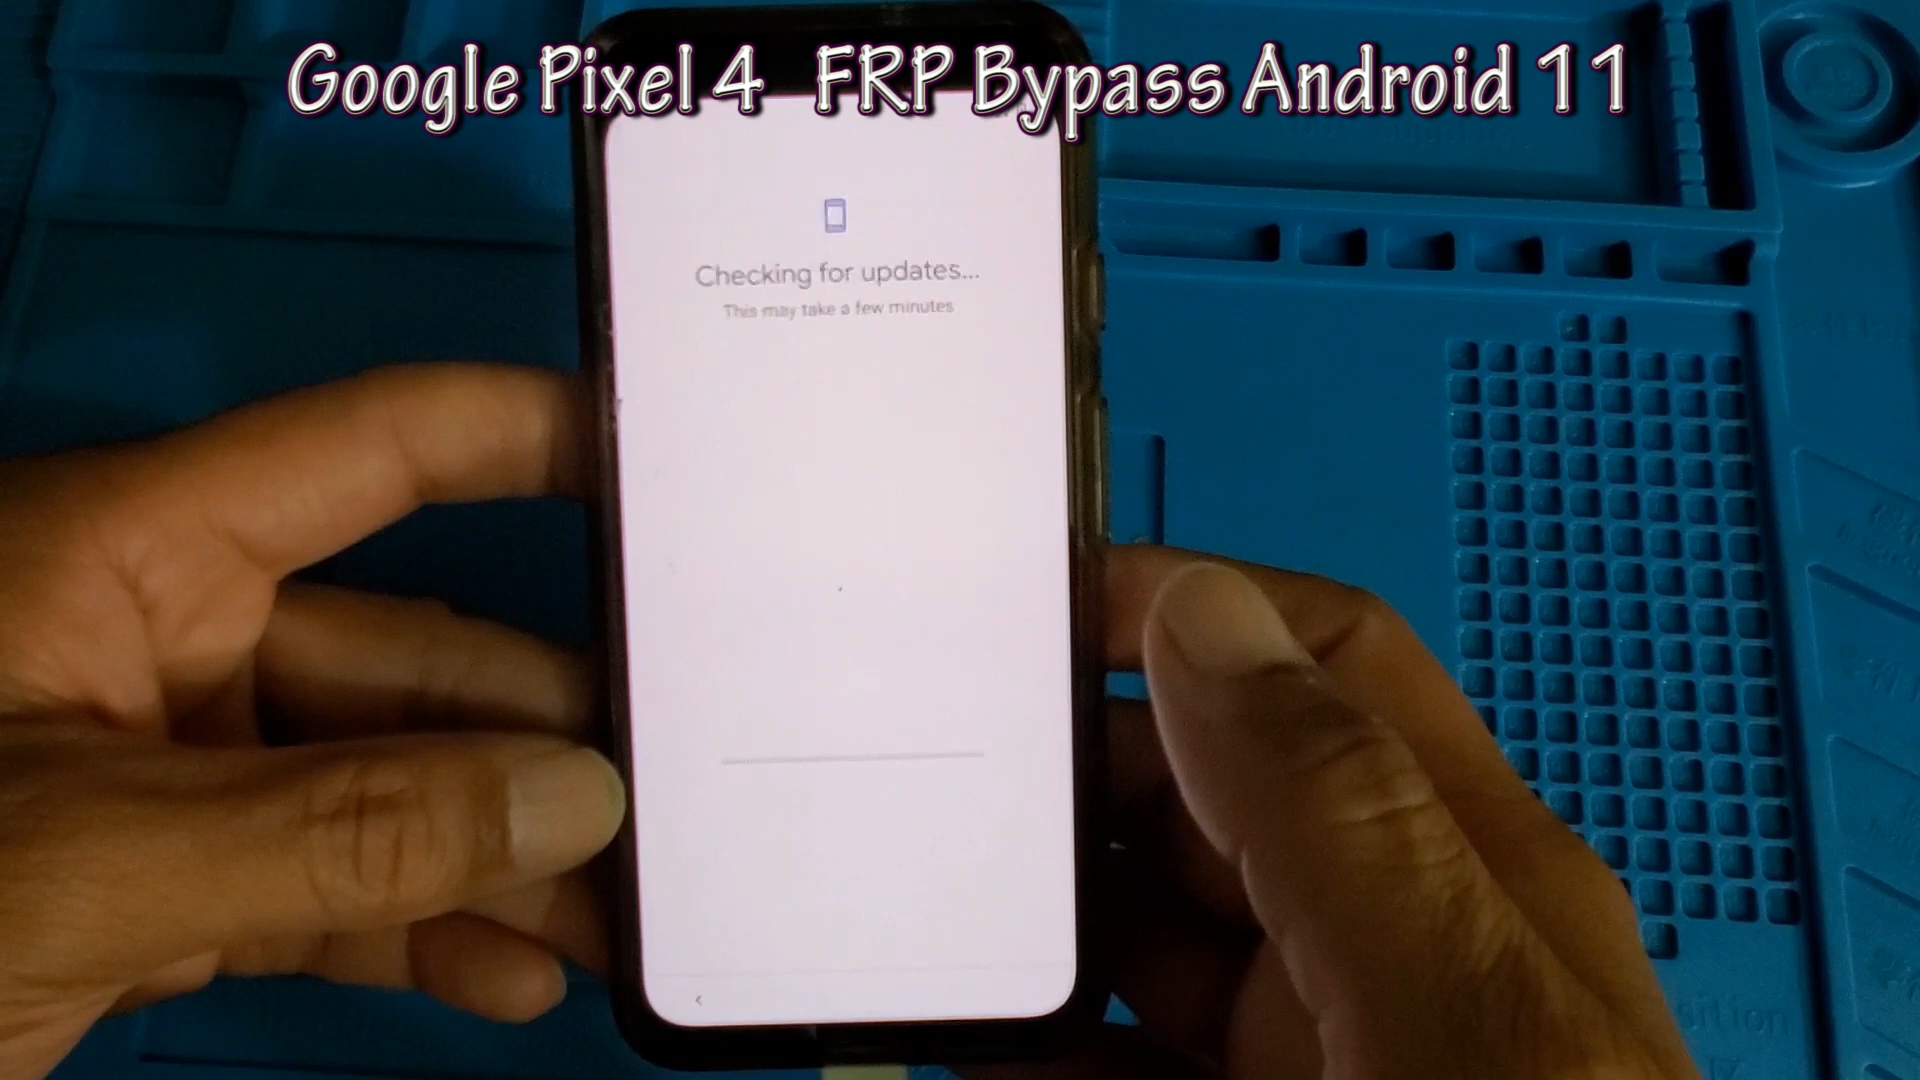 Google Pixel 4 FRP Bypass Android 11
Checking for updates...
This may take a few minutes